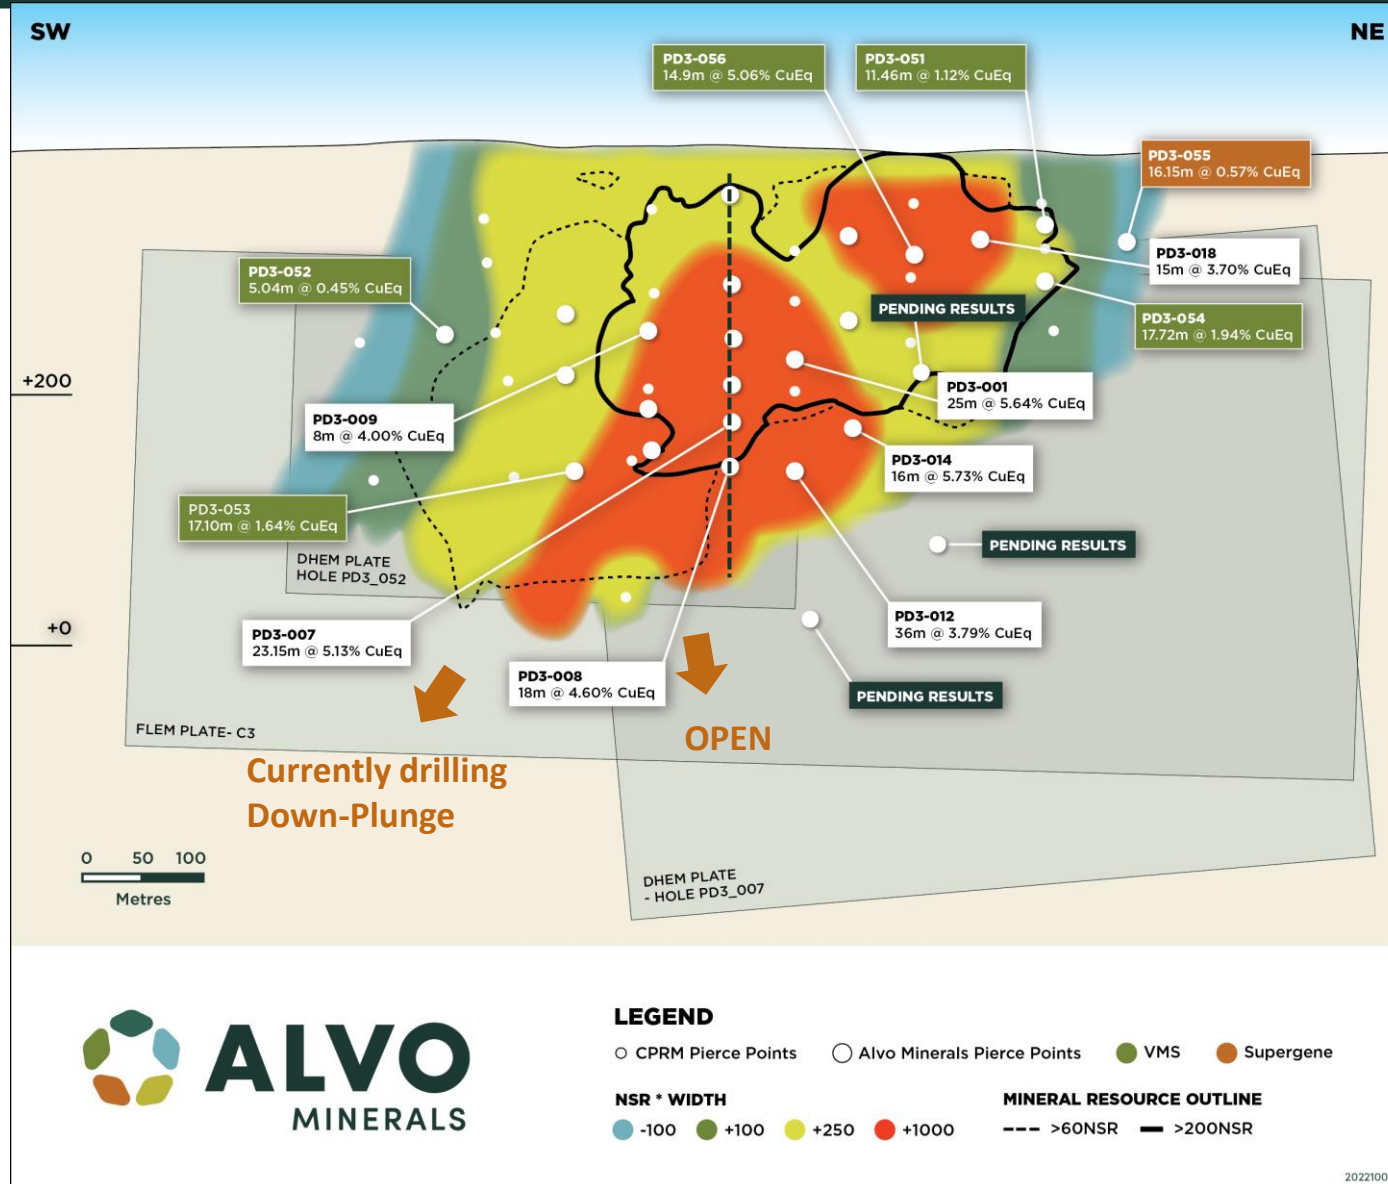 SW
NE
PD3-056
14.9m @ 5.06% CuEq
PD3-051
11.46m @ 1.12% CuEq
PD3-055
16.15m @ 0.57% CuEq
PD3-018
15m @ 3.70% CuEq
PD3-052
5.04m @ 0.45% CuEq
PENDING RESULTS
PD3-054
17.72m @ 1.94% CuEq
+200
PD3-001
25m @ 5.64% CuEq
PD3-009
8m @ 4.00% CuEq
PD3-014
16m @ 5.73% CuEq
PD3-053
17.10m @ 1.64% CuEq
PENDING RESULTS
DHEM PLATE
HOLE PD3_052
PD3-012
36m @ 3.79% CuEq
+0
PD3-007
23.15m @ 5.13% CuEq
PD3-008
18m @ 4.60% CuEq
PENDING RESULTS
FLEM PLATE- C3
OPEN
Currently drilling
Down-Plunge
0 50 100
Metres
DHEM PLATE
- HOLE PD3_007
ALVO
MINERALS
LEGEND
CPRM Pierce Points
Alvo Minerals Pierce Points
VMS
Supergene
NSR * WIDTH
-100 +100 +250 +1000
MINERAL RESOURCE OUTLINE
>60NSR >200NSR
2022100